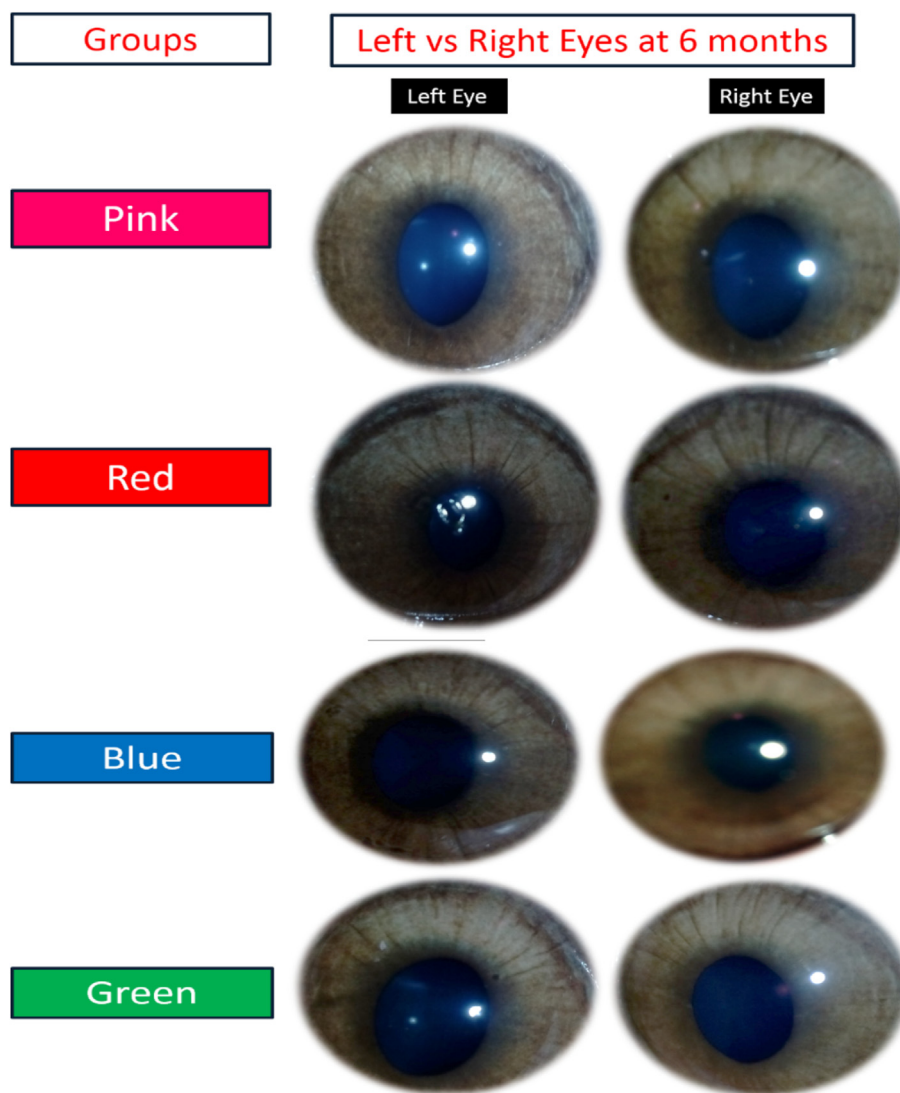 Groups
Left vs Right Eyes at 6 months
Left Eye
Right Eye
Pink
Red
Blue
Green